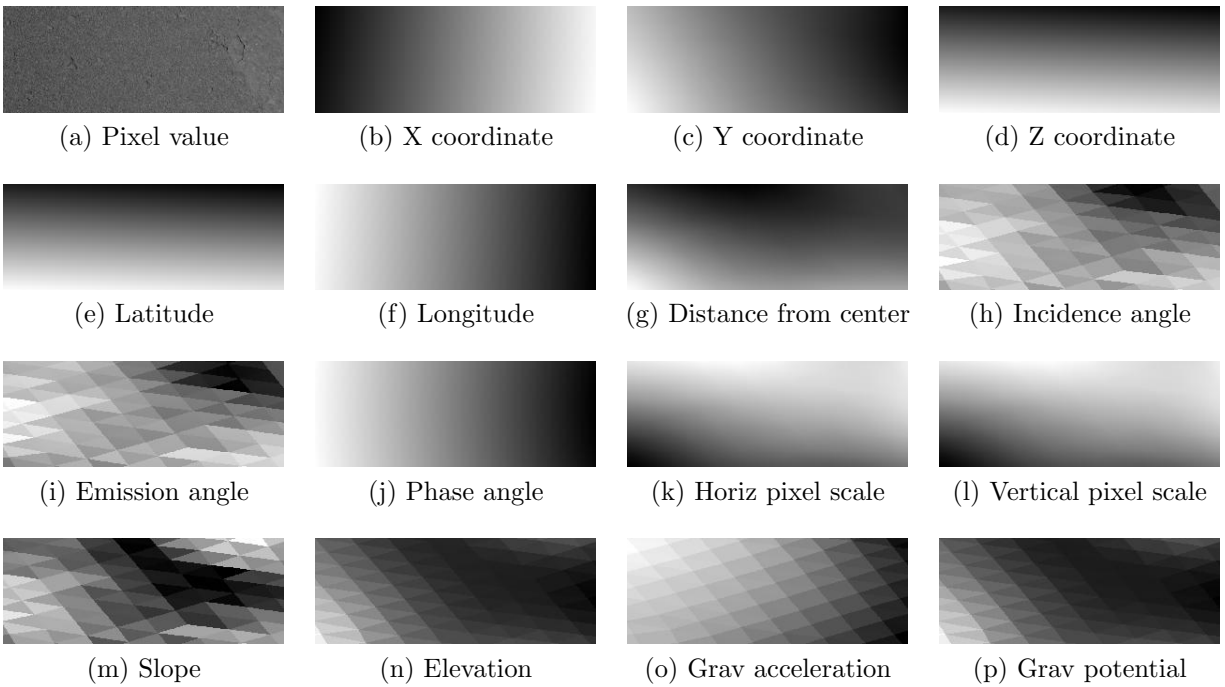 (a) Pixel value
(b) X coordinate
(c) Y coordinate
(d) Z coordinate
(e) Latitude
(f) Longitude
(g) Distance from center
(h) Incidence angle
(i) Emission angle
(j) Phase angle
(k) Horiz pixel scale
(l) Vertical pixel scale
(m) Slope
(n) Elevation
(o) Grav acceleration
(p) Grav potential